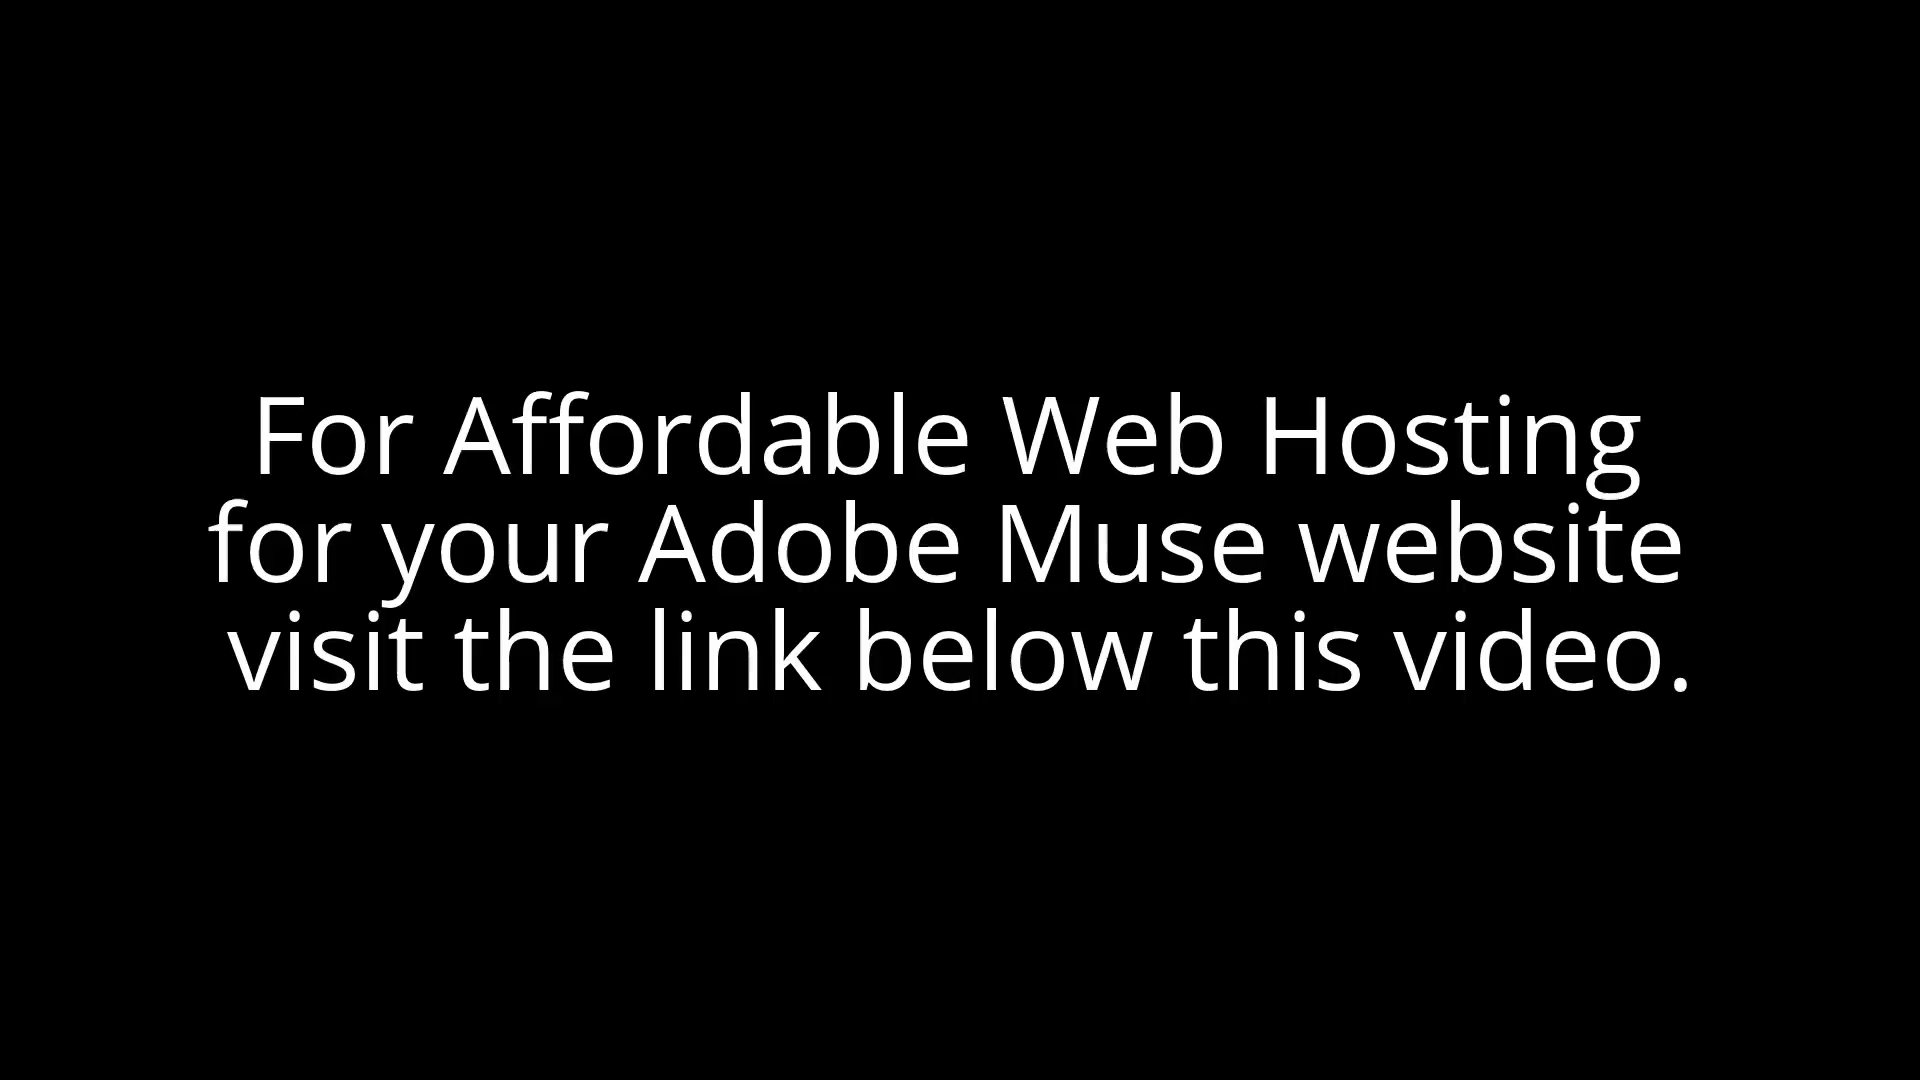 For Affordable Web Hosting
for your Adobe Muse website
visit the link below this video.